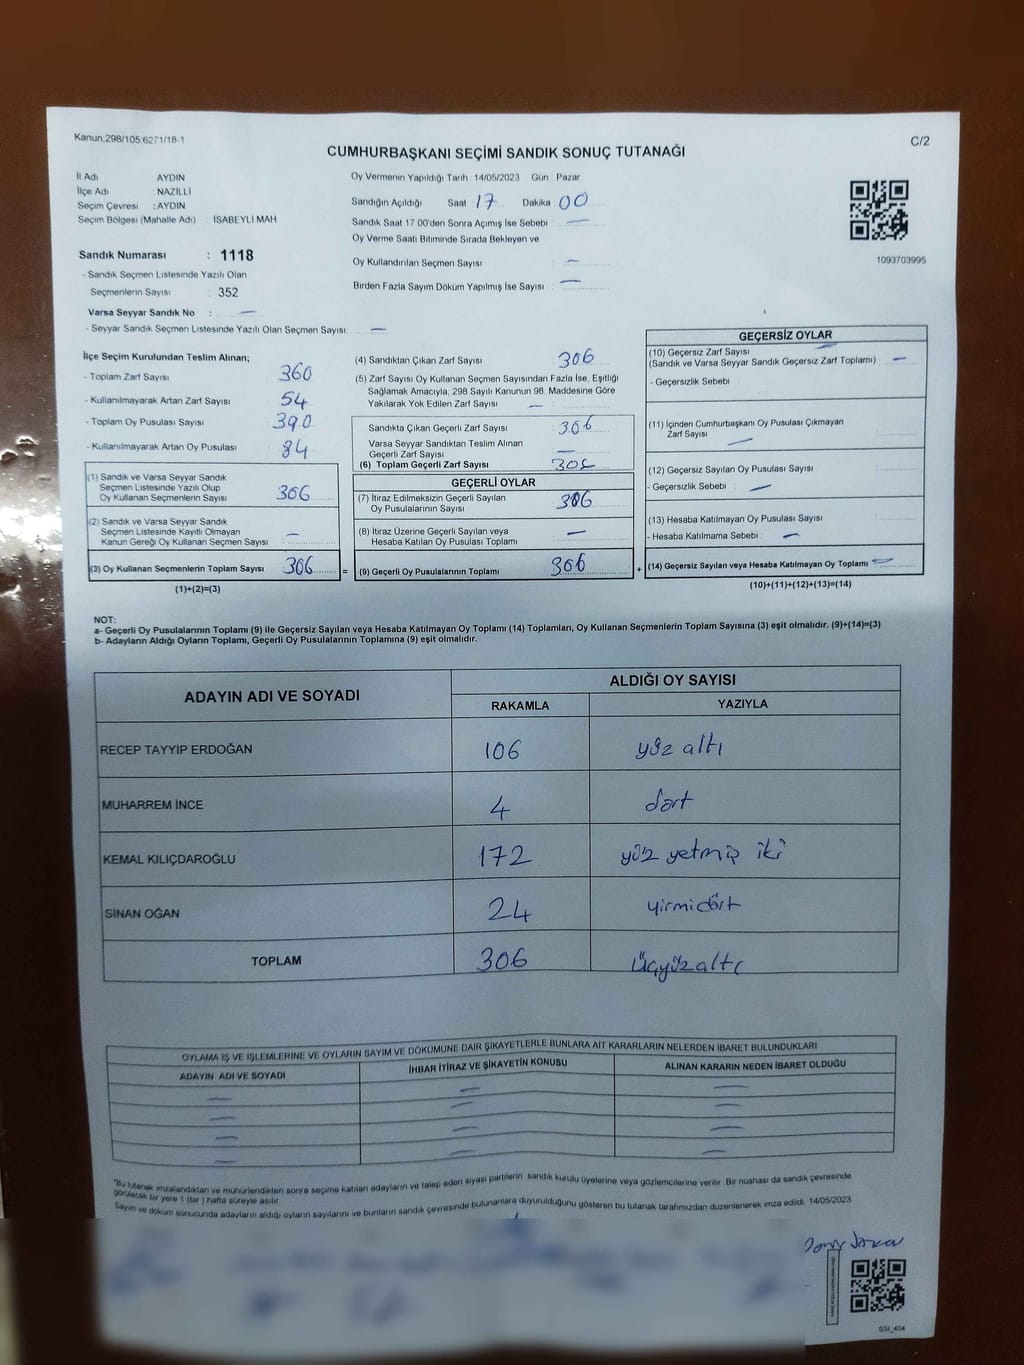 Kanun:298/105,6271/18-1
C/2
CUMHURBAŞKANI SEÇİMİ SANDIK SONUÇ TUTANAĞI
İl Adı AYDIN
İlçe Adı NAZİLLİ
Seçim Çevresi : AYDIN
Seçim Bölgesi (Mahalle Adı) : İSABEYLİ MAH
Sandık Numarası : 1118
- Sandık Seçmen Listesinde Yazılı Olan
Seçmenlerin Sayısı : 352
Varsa Seyyar Sandık No : —
- Seyyar Sandık Seçmen Listesinde Yazılı Olan Seçmen Sayısı: —
Oy Vermenin Yapıldığı Tarih 14/05/2023 Gün : Pazar
Sandığın Açıldığı Saat : 17 Dakika : 00
Sandık Saat 17 00'den Sonra Açımış İse Sebebi : —
Oy Verme Saati Bitiminde Sırada Bekleyen ve
Oy Kullandırılan Seçmen Sayısı : —
Birden Fazla Sayım Döküm Yapılmış İse Sayısı : —
1093703995
İlçe Seçim Kurulundan Teslim Alınan;
- Toplam Zarf Sayısı : 360
- Kullanılmayarak Artan Zarf Sayısı : 54
- Toplam Oy Pusulası Sayısı : 390
- Kullanılmayarak Artan Oy Pusulası : 84
(1) Sandık ve Varsa Seyyar Sandık
Seçmen Listesinde Yazılı Olup
Oy Kullanan Seçmenlerin Sayısı : 306
(2) Sandık ve Varsa Seyyar Sandık
Seçmen Listesinde Kayıtlı Olmayan
Kanun Gereği Oy Kullanan Seçmen Sayısı : —
(3) Oy Kullanan Seçmenlerin Toplam Sayısı : 306 =
(1)+(2)=(3)
(4) Sandıktan Çıkan Zarf Sayısı : 306
(5) Zarf Sayısı Oy Kullanan Seçmen Sayısından Fazla İse, Eşitliği
Sağlamak Amacıyla, 298 Sayılı Kanunun 98. Maddesine Göre
Yakılarak Yok Edilen Zarf Sayısı : —
Sandıkta Çıkan Geçerli Zarf Sayısı : 306
Varsa Seyyar Sandıktan Teslim Alınan
Geçerli Zarf Sayısı : —
(6) Toplam Geçerli Zarf Sayısı : 306
GEÇERLİ OYLAR
(7) İtiraz Edilmeksizin Geçerli Sayılan
Oy Pusulalarının Sayısı : 306
(8) İtiraz Üzerine Geçerli Sayılan veya
Hesaba Katılan Oy Pusulası Toplamı : —
(9) Geçerli Oy Pusulalarının Toplamı : 306 +
GEÇERSİZ OYLAR
(10) Geçersiz Zarf Sayısı
(Sandık ve Varsa Seyyar Sandık Geçersiz Zarf Toplamı) : —
- Geçersizlik Sebebi :
(11) İçinden Cumhurbaşkanı Oy Pusulası Çıkmayan
Zarf Sayısı —
(12) Geçersiz Sayılan Oy Pusulası Sayısı
- Geçersizlik Sebebi : —
(13) Hesaba Katılmayan Oy Pusulası Sayısı
- Hesaba Katılmama Sebebi : —
(14) Geçersiz Sayılan veya Hesaba Katılmayan Oy Toplamı : —
(10)+(11)+(12)+(13)=(14)
NOT:
a- Geçerli Oy Pusulalarının Toplamı (9) ile Geçersiz Sayılan veya Hesaba Katılmayan Oy Toplamı (14) Toplamları, Oy Kullanan Seçmenlerin Toplam Sayısına (3) eşit olmalıdır. (9)+(14)=(3)
b- Adayların Aldığı Oyların Toplamı, Geçerli Oy Pusulalarının Toplamına (9) eşit olmalıdır.
ADAYIN ADI VE SOYADI ALDIĞI OY SAYISI
RAKAMLA YAZIYLA
RECEP TAYYİP ERDOĞAN 106 yüz altı
MUHARREM İNCE 4 dört
KEMAL KILIÇDAROĞLU 172 yüz yetmiş iki
SİNAN OĞAN 24 yirmidört
TOPLAM 306 üçyüzaltı
OYLAMA İŞ VE İŞLEMLERİNE VE OYLARIN SAYIM VE DÖKÜMÜNE DAİR ŞİKAYETLERLE BUNLARA AİT KARARLARIN NELERDEN İBARET BULUNDUKLARI
ADAYIN ADI VE SOYADI İHBAR İTİRAZ VE ŞİKAYETİN KONUSU ALINAN KARARIN NEDEN İBARET OLDUĞU
— — —
— — —
— — —
— — —
"Bu tutanak imzalandıktan ve mühürlendikten sonra seçime katılan adayların ve talep eden siyasi partilerin sandık kurulu üyelerine veya gözlemcilerine verilir. Bir nüshası da sandık çevresinde
görülecek bir yere 1 (bir) hafta süreyle asılır.
Sayım ve döküm sonucunda adayların aldığı oyların sayılarını ve bunların sandık çevresinde bulunanlara duyurulduğunu gösteren bu tutanak tarafımızdan düzenlenerek imza edildi. 14/05/2023
GSI_404